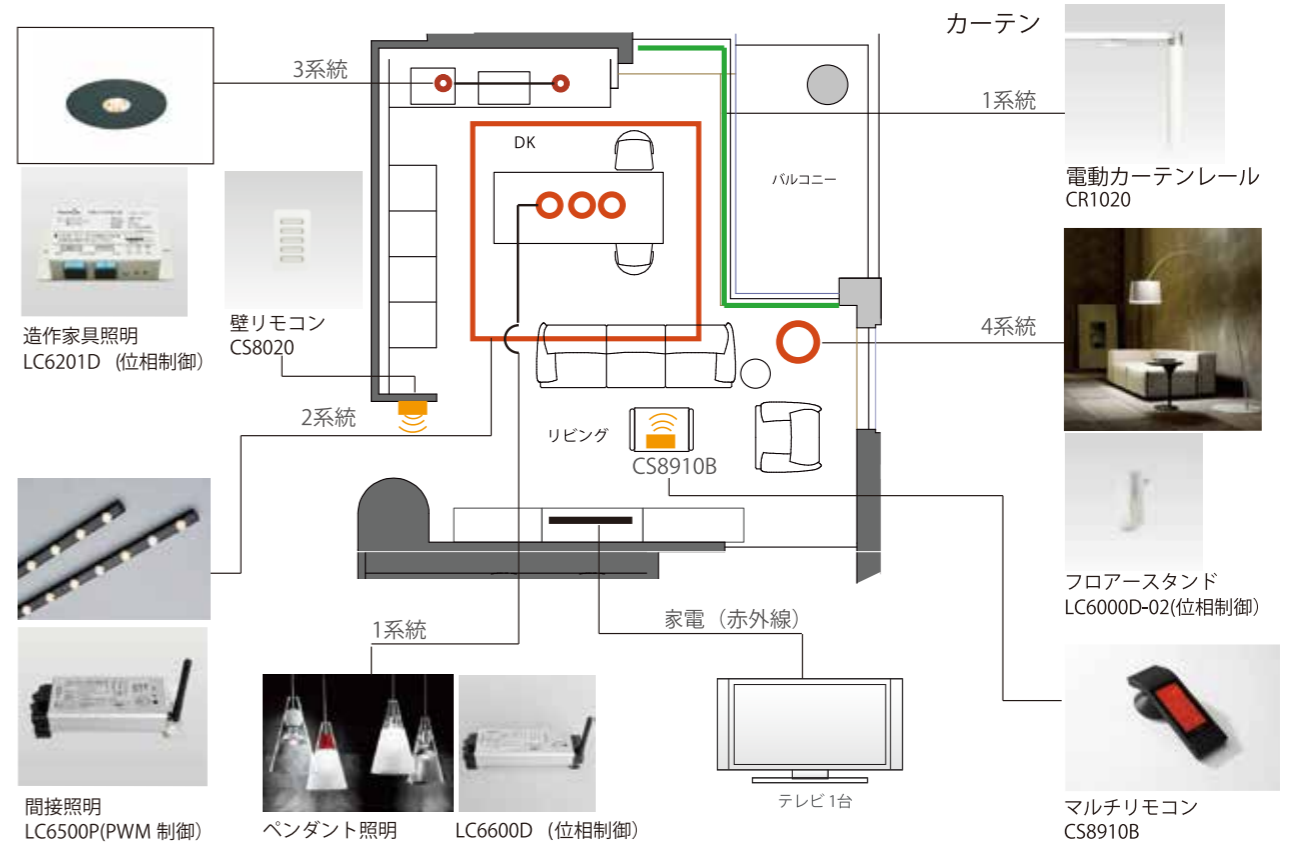 カーテン
3系統
1系統
DK
バルコニー
電動カーテンレール
CR1020
造作家具照明
LC6201D (位相制御)
壁リモコン
CS8020
4系統
2系統
リビング
CS8910B
フロアースタンド
LC6000D-02(位相制御)
1系統
家電（赤外線）
間接照明
LC6500P(PWM 制御)
ペンダント照明
LC6600D (位相制御)
テレビ1台
マルチリモコン
CS8910B